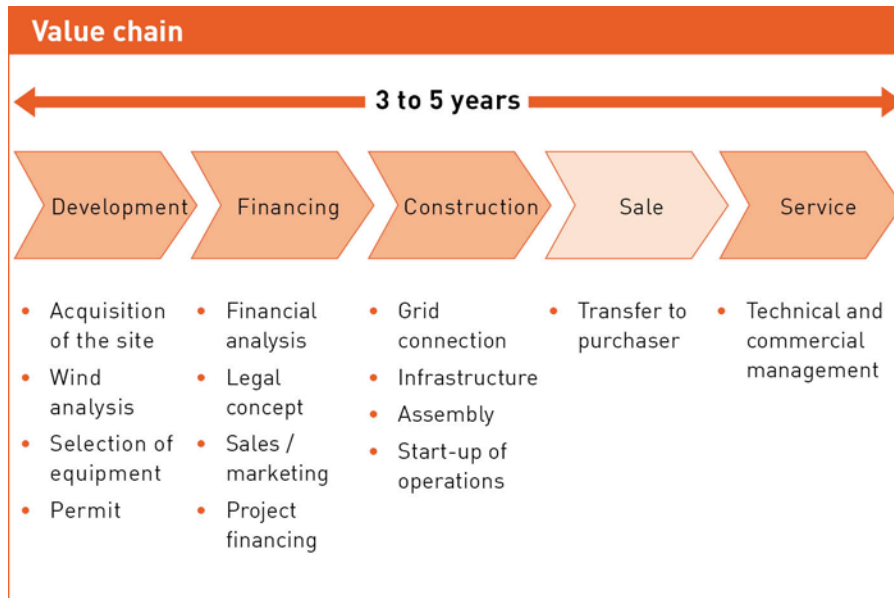 Value chain
3 to 5 years
Development
Financing
Construction
Sale
Service
• Acquisition
of the site
• Wind
analysis
• Selection of
equipment
• Permit
• Financial
analysis
• Legal
concept
• Sales /
marketing
• Project
financing
• Grid
connection
• Infrastructure
• Assembly
• Start-up of
operations
• Transfer to
purchaser
• Technical and
commercial
management